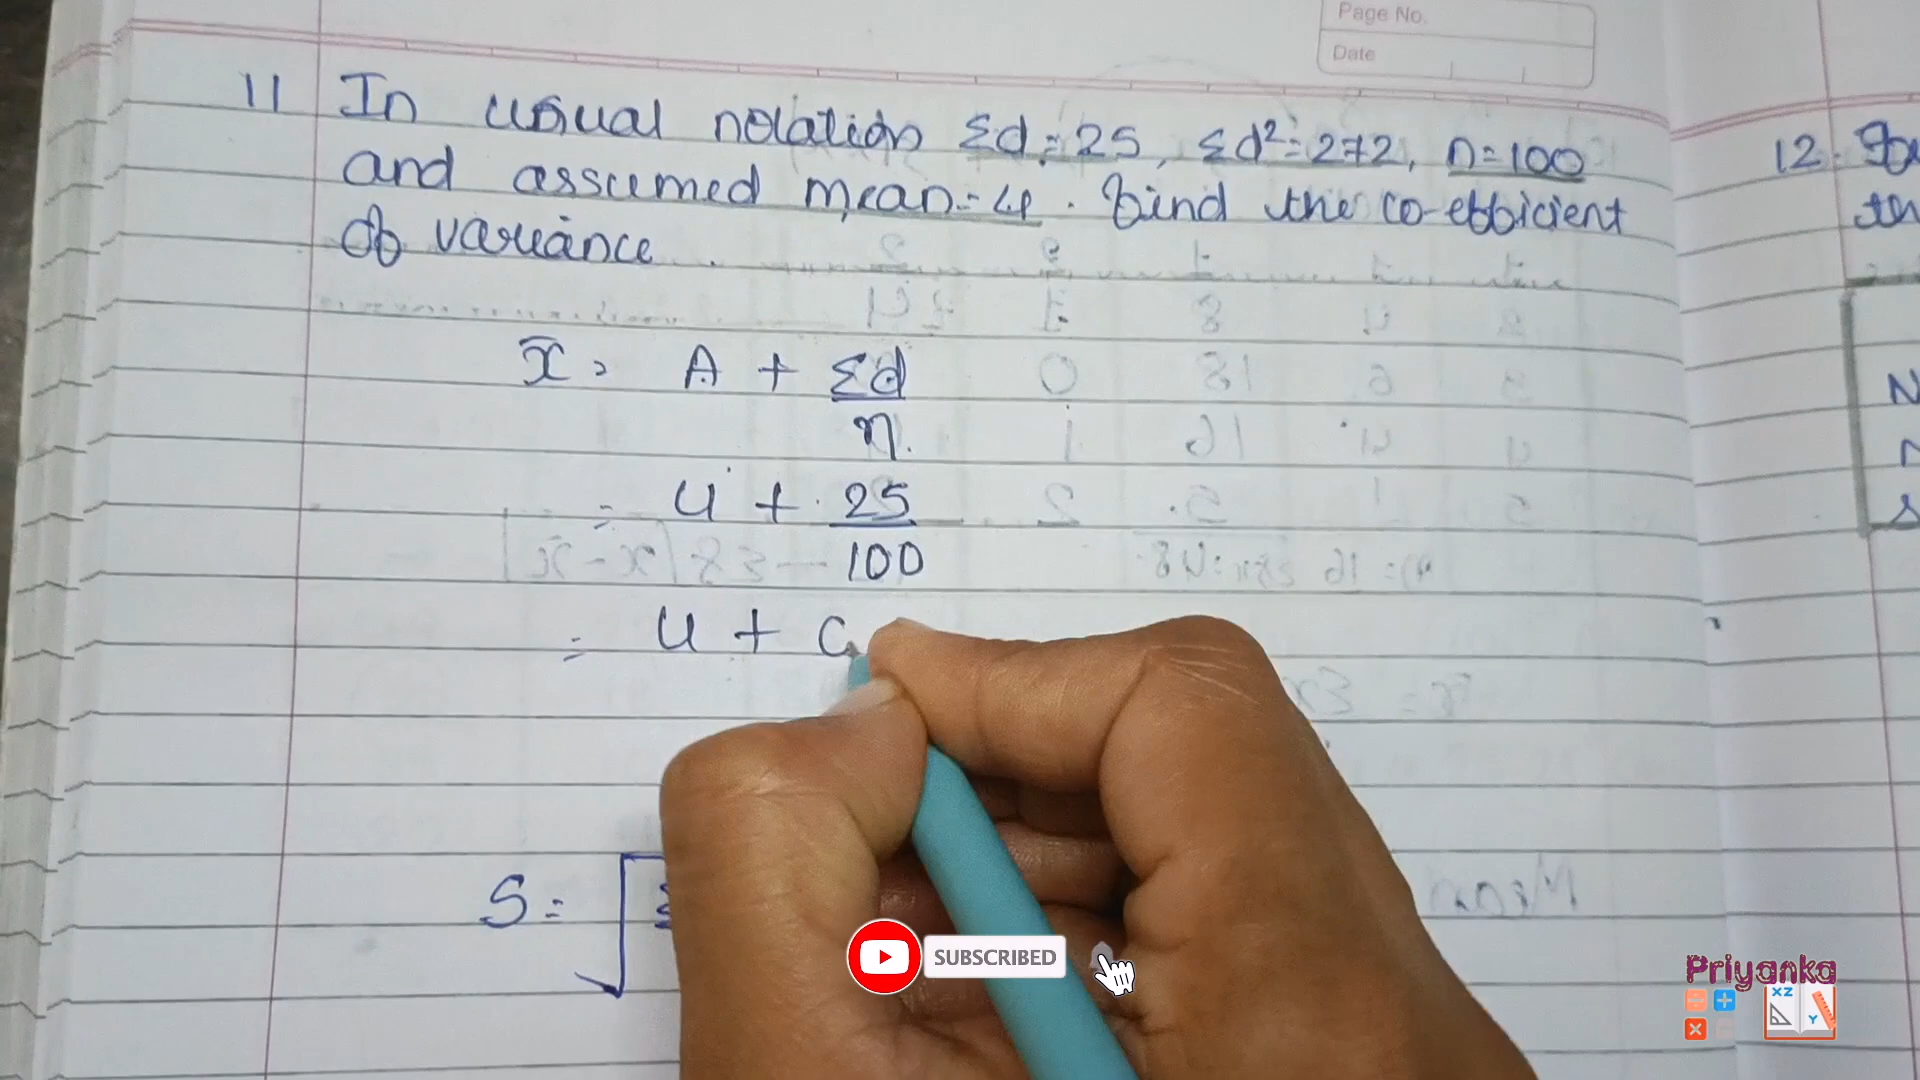 Page No.
Date
11 In usual notation Σd=25, Σd²=272, n=100
and assumed mean=4. find the co-efficient
of variance.
x̄ = A + Σd
n.
= 4 + 25
100
= 4 + 0
S =
12.
SUBSCRIBED
Priyanka
XZ
Y